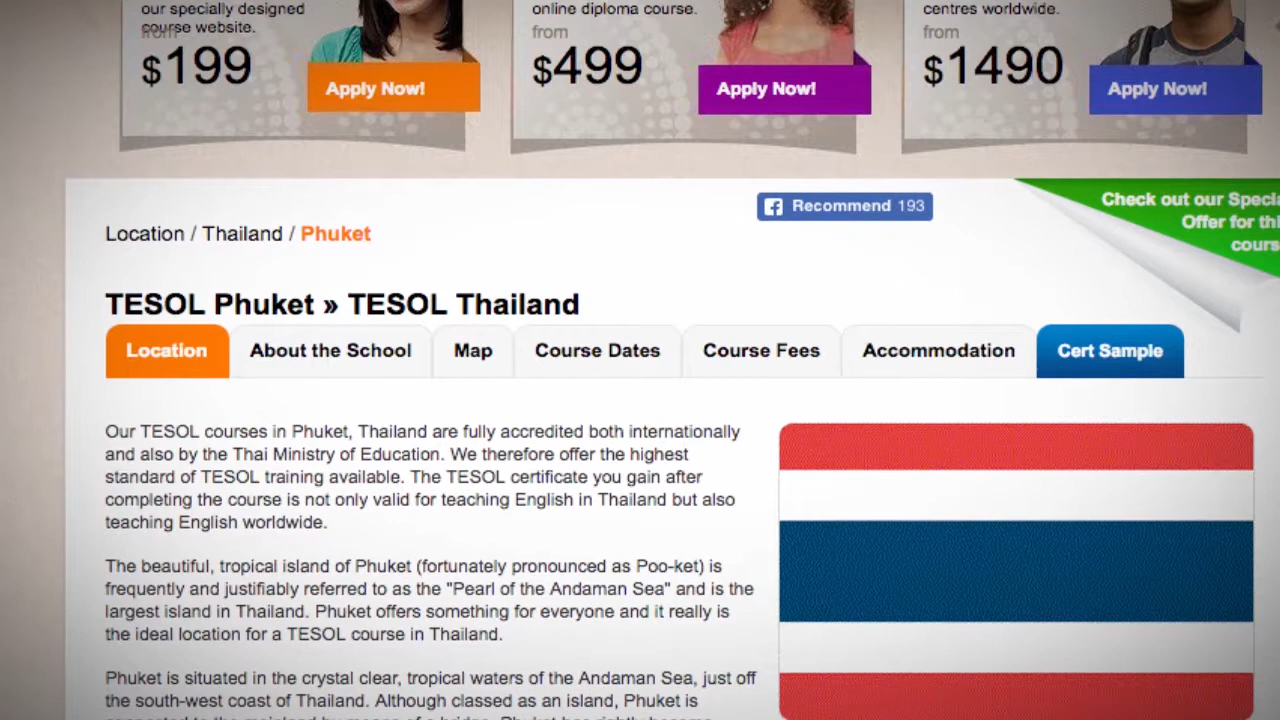 our specially designed
course website.
from
$199
Apply Now!
online diploma course.
from
$499
Apply Now!
centres worldwide.
from
$1490
Apply Now!
Recommend 193
Check out our Specia
Offer for thi
cours
Location / Thailand / Phuket
TESOL Phuket » TESOL Thailand
Location
About the School
Map
Course Dates
Course Fees
Accommodation
Cert Sample
Our TESOL courses in Phuket, Thailand are fully accredited both internationally
and also by the Thai Ministry of Education. We therefore offer the highest
standard of TESOL training available. The TESOL certificate you gain after
completing the course is not only valid for teaching English in Thailand but also
teaching English worldwide.
The beautiful, tropical island of Phuket (fortunately pronounced as Poo-ket) is
frequently and justifiably referred to as the "Pearl of the Andaman Sea" and is the
largest island in Thailand. Phuket offers something for everyone and it really is
the ideal location for a TESOL course in Thailand.
Phuket is situated in the crystal clear, tropical waters of the Andaman Sea, just off
the south-west coast of Thailand. Although classed as an island, Phuket is